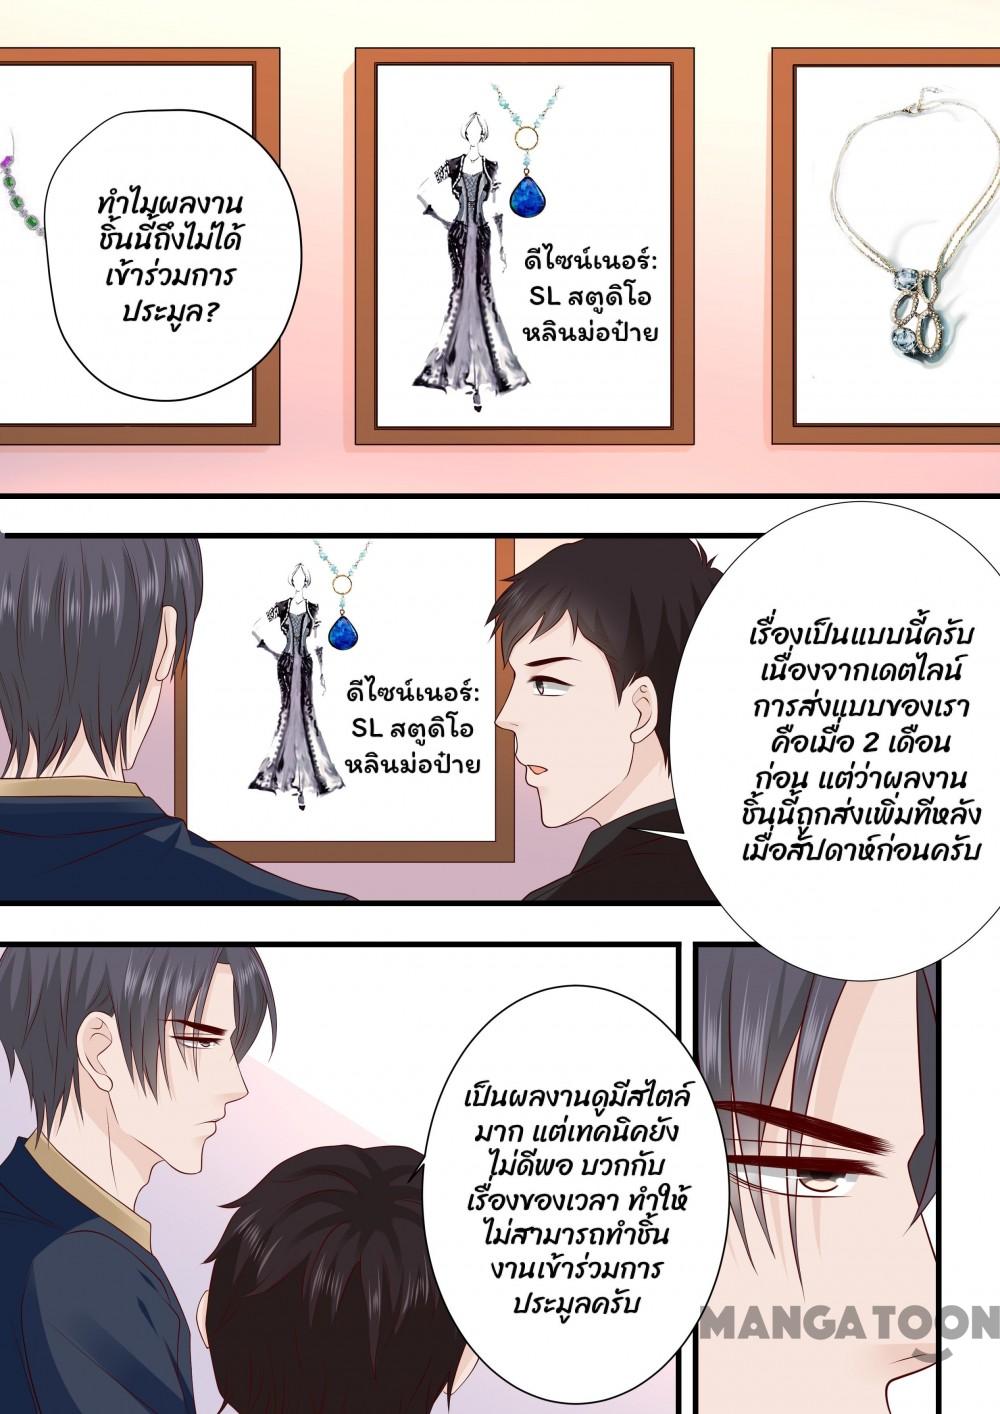 ทำไมผลงาน
ชิ้นนี้ถึงไม่ได้
เข้าร่วมการ
ประมูล?
ดีไซน์เนอร์:
SL สตูดิโอ
หลินม่อป๋าย
เรื่องเป็นแบบนี้ครับ
เนื่องจากเดตไลน์
การส่งแบบของเรา
คือเมื่อ 2 เดือน
ก่อน แต่ว่าผลงาน
ชิ้นนี้ถูกส่งเพิ่มทีหลัง
เมื่อสัปดาห์ก่อนครับ
ดีไซน์เนอร์:
SL สตูดิโอ
หลินม่อป๋าย
เป็นผลงานดูมีสไตล์
มาก แต่เทคนิคยัง
ไม่ดีพอ บวกกับ
เรื่องของเวลา ทำให้
ไม่สามารถทำชิ้น
งานเข้าร่วมการ
ประมูลครับ
MANGATOON